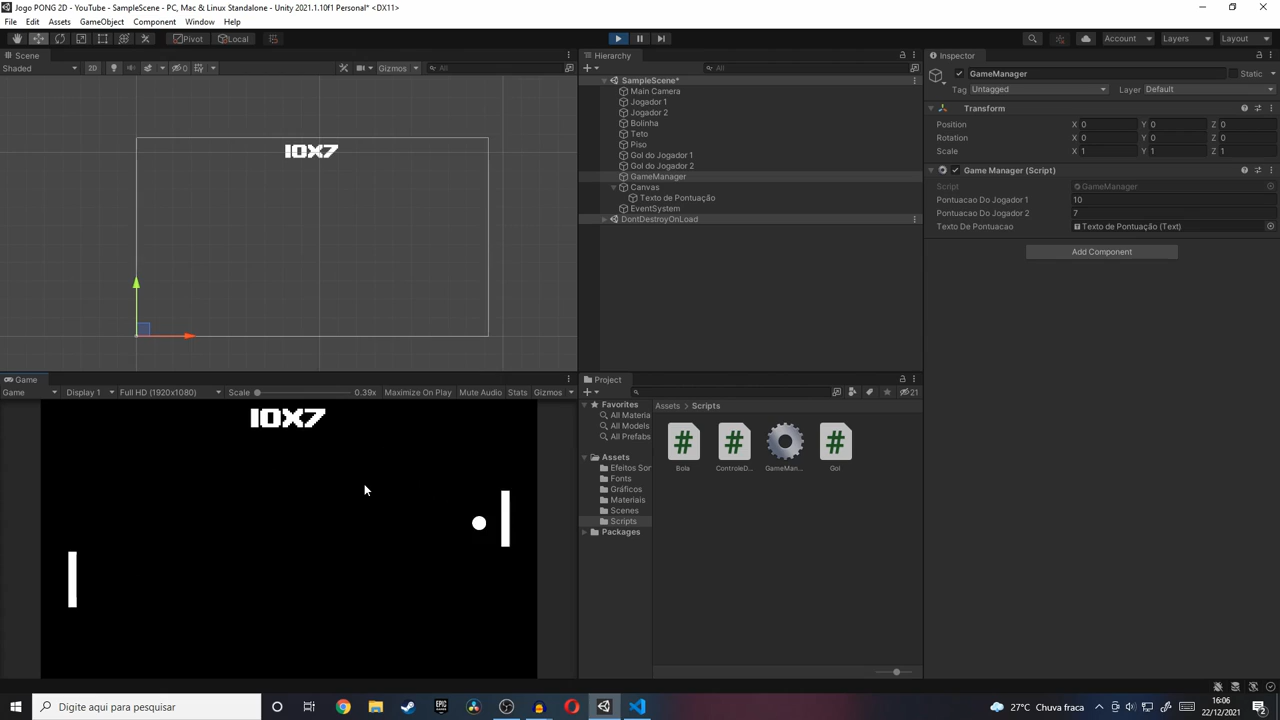 Jogo PONG 2D - YouTube - SampleScene - PC, Mac & Linux Standalone - Unity 2021.1.10f1 Personal* <DX11>
File Edit Assets GameObject Component Window Help
Pivot Local Account Layers Layout
Scene
Shaded 2D 0 Gizmos All
10X7
Game
Game Display 1 Full HD (1920x1080) Scale 0.39x Maximize On Play Mute Audio Stats Gizmos
10X7
Hierarchy
All
SampleScene*
Main Camera
Jogador 1
Jogador 2
Bolinha
Teto
Piso
Gol do Jogador 1
Gol do Jogador 2
GameManager
Canvas
Texto de Pontuação
EventSystem
DontDestroyOnLoad
Project
21
Favorites
All Materia
All Models
All Prefabs
Assets
Efeitos Sor
Fonts
Gráficos
Materiais
Scenes
Scripts
Packages
Assets > Scripts
Bola ControleD... GameMan... Gol
Inspector
GameManager Static
Tag Untagged Layer Default
Transform
Position X 0 Y 0 Z 0
Rotation X 0 Y 0 Z 0
Scale X 1 Y 1 Z 1
Game Manager (Script)
Script GameManager
Pontuacao Do Jogador 1 10
Pontuacao Do Jogador 2 7
Texto De Pontuacao Texto de Pontuação (Text)
Add Component
Digite aqui para pesquisar
EPIC GAMES
27°C Chuva fraca
16:06
22/12/2021